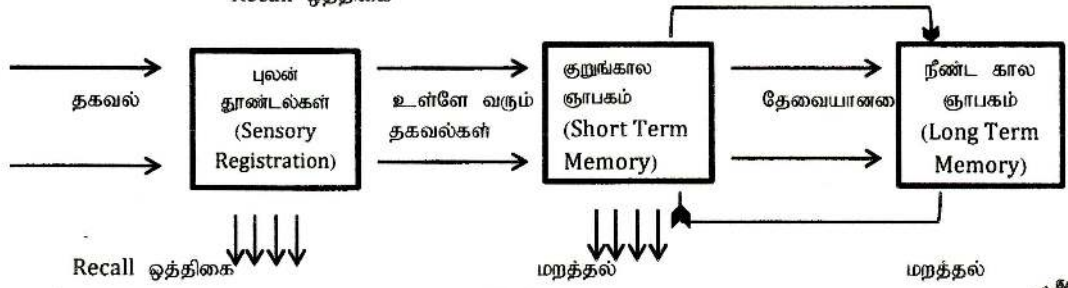 தகவல்
புலன்
தூண்டல்கள்
(Sensory
Registration)
உள்ளே வரும்
தகவல்கள்
குறுங்கால
ஞாபகம்
(Short Term
Memory)
தேவையானவை
நீண்ட கால
ஞாபகம்
(Long Term
Memory)
Recall ஒத்திகை
மறத்தல்
மறத்தல்